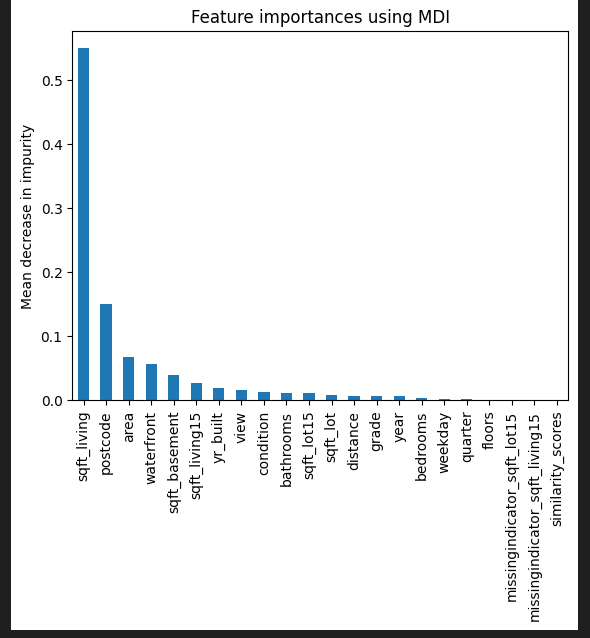 Feature importances using MDI
Mean decrease in impurity
0.5
0.4
0.3
0.2
0.1
0.0
sqft_living
postcode
area
waterfront
sqft_basement
sqft_living15
yr_built
view
condition
bathrooms
sqft_lot15
sqft_lot
distance
grade
year
bedrooms
weekday
quarter
floors
missingindicator_sqft_lot15
missingindicator_sqft_living15
similarity_scores